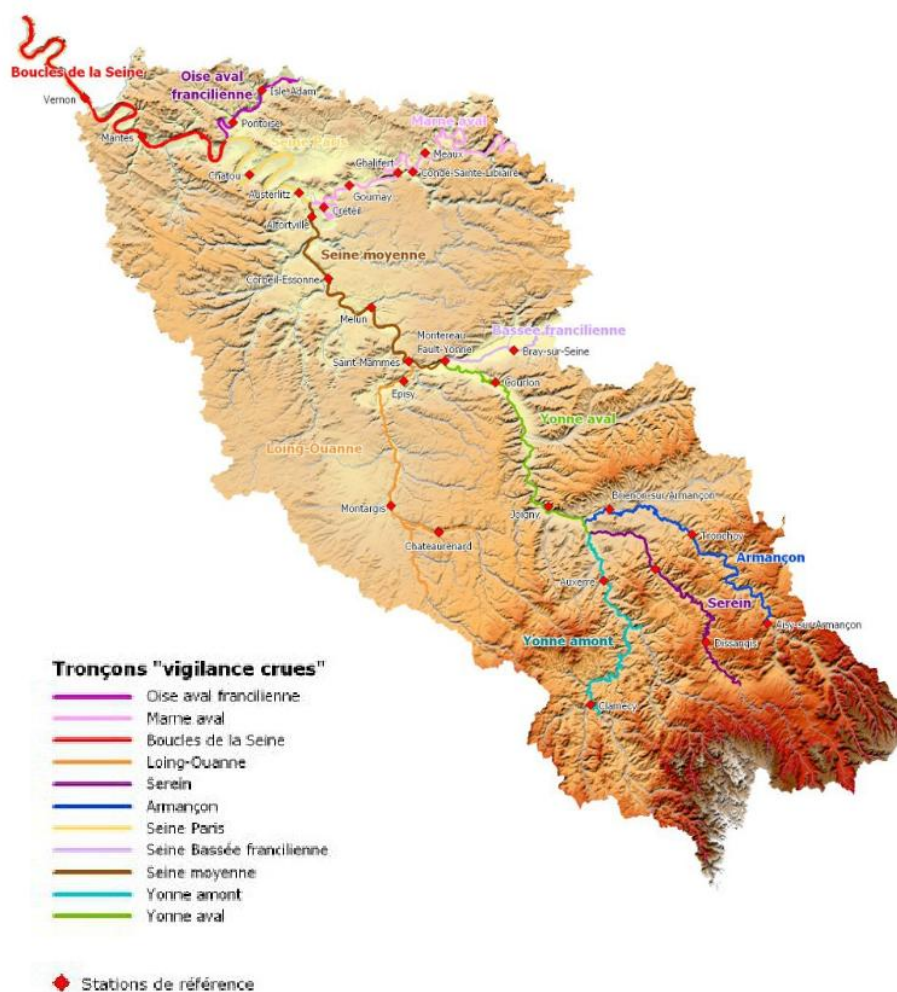 Boucles de la Seine
Oise aval
francilienne
Isle-Adam
Vernon
Pontoise
Mantes
Marne aval
Seine Paris
Meaux
Chalifert
Condé-Sainte-Libiaire
Chatou
Gournay
Austerlitz
Créteil
Alfortville
Seine moyenne
Corbeil-Essonne
Melun
Bassée francilienne
Montereau
Fault-Yonne
Bray-sur-Seine
Saint-Mammès
Episy
Courlon
Yonne aval
Loing-Ouanne
Montargis
Joigny
Brienon-sur-Armançon
Chateaurenard
Tronchoy
Armançon
Auxerre
Serein
Aisy-sur-Armançon
Yonne amont
Dissangis
Clamecy
Tronçons "vigilance crues"
Oise aval francilienne
Marne aval
Boucles de la Seine
Loing-Ouanne
Serein
Armançon
Seine Paris
Seine Bassée francilienne
Seine moyenne
Yonne amont
Yonne aval
Stations de référence